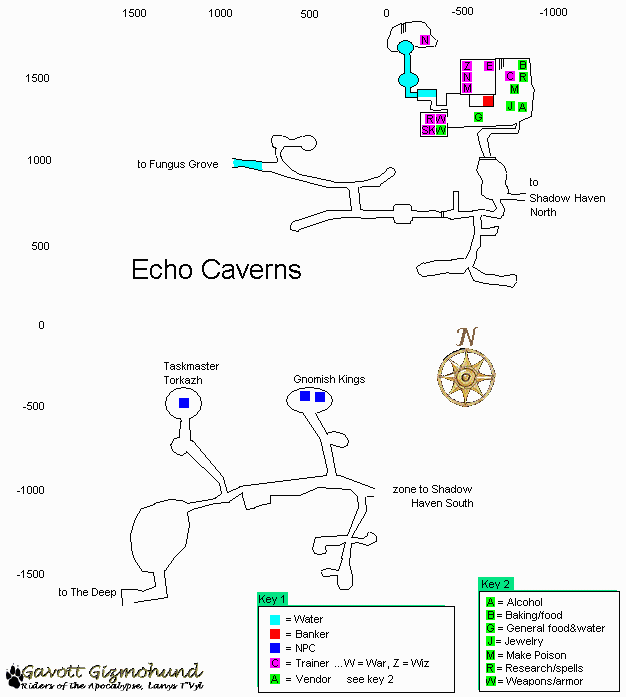 1500 1000 500 0 -500 -1000
N
1500
Z E C B
N R
M M
J A
R W G
SK W
1000
to Fungus Grove
to
Shadow Haven
North
500
Echo Caverns
0
N
Taskmaster
Torkazh
Gnomish Kings
-500
-1000
zone to Shadow
Haven South
-1500
to The Deep
Key 1
= Water
= Banker
= NPC
C = Trainer ...W = War, Z = Wiz
A = Vendor see key 2
Key 2
A = Alcohol
B = Baking/food
G = General food&water
J = Jewelry
M = Make Poison
R = Research/spells
W = Weapons/armor
Gavott Gizmohund
Riders of the Apocalypse, Lanys T'Vyl